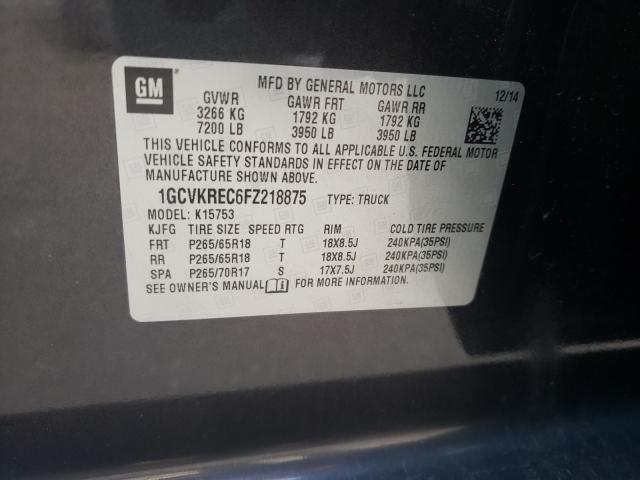 GM
MFD BY GENERAL MOTORS LLC
12/14
GVWR GAWR FRT GAWR RR
3266 KG 1792 KG 1792 KG
7200 LB 3950 LB 3950 LB
THIS VEHICLE CONFORMS TO ALL APPLICABLE U.S. FEDERAL MOTOR
VEHICLE SAFETY STANDARDS IN EFFECT ON THE DATE OF
MANUFACTURE SHOWN ABOVE.
1GCVKREC6FZ218875 TYPE: TRUCK
MODEL: K15753
KJFG TIRE SIZE SPEED RTG RIM COLD TIRE PRESSURE
FRT P265/65R18 T 18X8.5J 240KPA(35PSI)
RR P265/65R18 T 18X8.5J 240KPA(35PSI)
SPA P265/70R17 S 17X7.5J 240KPA(35PSI)
SEE OWNER'S MANUAL FOR MORE INFORMATION.